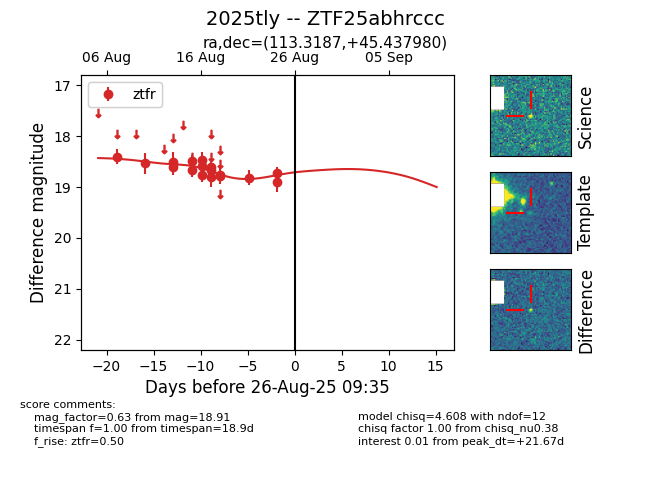 2025tly -- ZTF25abhrccc
ra,dec=(113.3187,+45.437980)
06 Aug 16 Aug 26 Aug 05 Sep
ztfr
17
18
19
20
21
22
Difference magnitude
−20 −15 −10 −5 0 5 10 15
Days before 26-Aug-25 09:35
Science
Template
Difference
score comments:
mag_factor=0.63 from mag=18.91
timespan f=1.00 from timespan=18.9d
f_rise: ztfr=0.50
model chisq=4.608 with ndof=12
chisq factor 1.00 from chisq_nu0.38
interest 0.01 from peak_dt=+21.67d